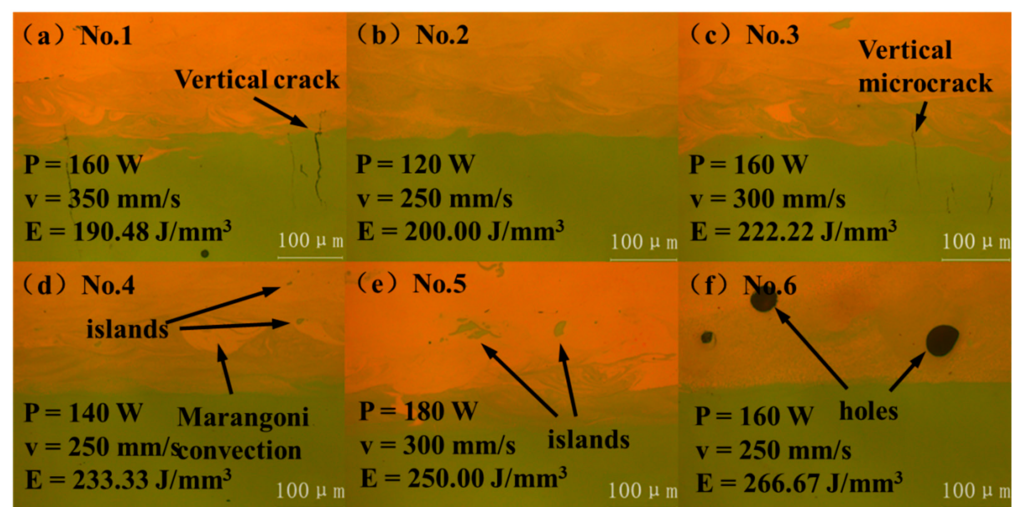 (a) No.1
Vertical crack
P = 160 W
v = 350 mm/s
E = 190.48 J/mm³
100 μm
(b) No.2
P = 120 W
v = 250 mm/s
E = 200.00 J/mm³
100 μm
(c) No.3
Vertical
microcrack
P = 160 W
v = 300 mm/s
E = 222.22 J/mm³
100 μm
(d) No.4
islands
P = 140 W
Marangoni
v = 250 mm/s
convection
E = 233.33 J/mm³
100 μm
(e) No.5
P = 180 W
v = 300 mm/s
islands
E = 250.00 J/mm³
100 μm
(f) No.6
P = 160 W
holes
v = 250 mm/s
E = 266.67 J/mm³
100 μm